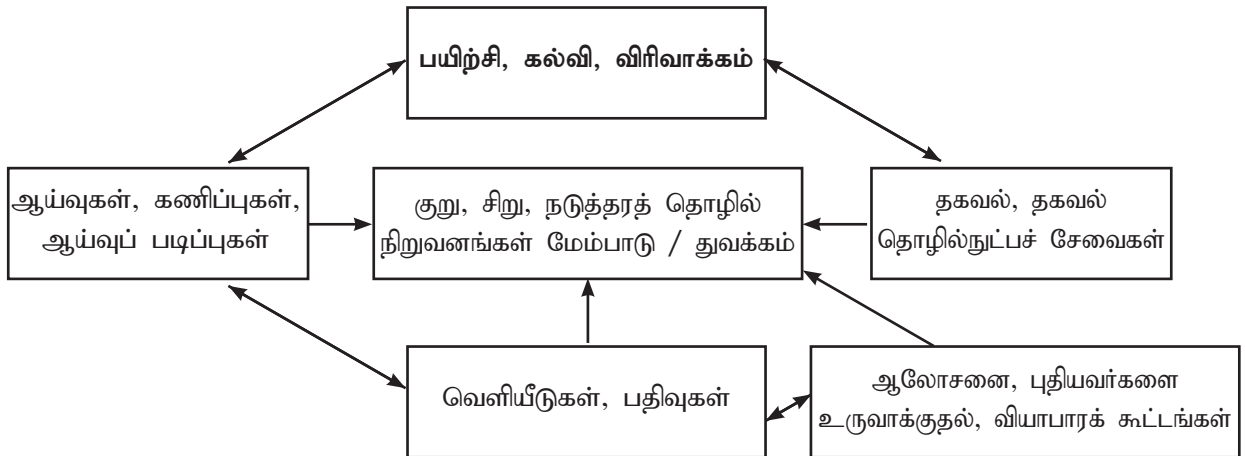 பயிற்சி, கல்வி, விரிவாக்கம்
ஆய்வுகள், கணிப்புகள்,
ஆய்வுப் படிப்புகள்
குறு, சிறு, நடுத்தரத் தொழில்
நிறுவனங்கள் மேம்பாடு / துவக்கம்
தகவல், தகவல்
தொழில்நுட்பச் சேவைகள்
வெளியீடுகள், பதிவுகள்
ஆலோசனை, புதியவர்களை
உருவாக்குதல், வியாபாரக் கூட்டங்கள்